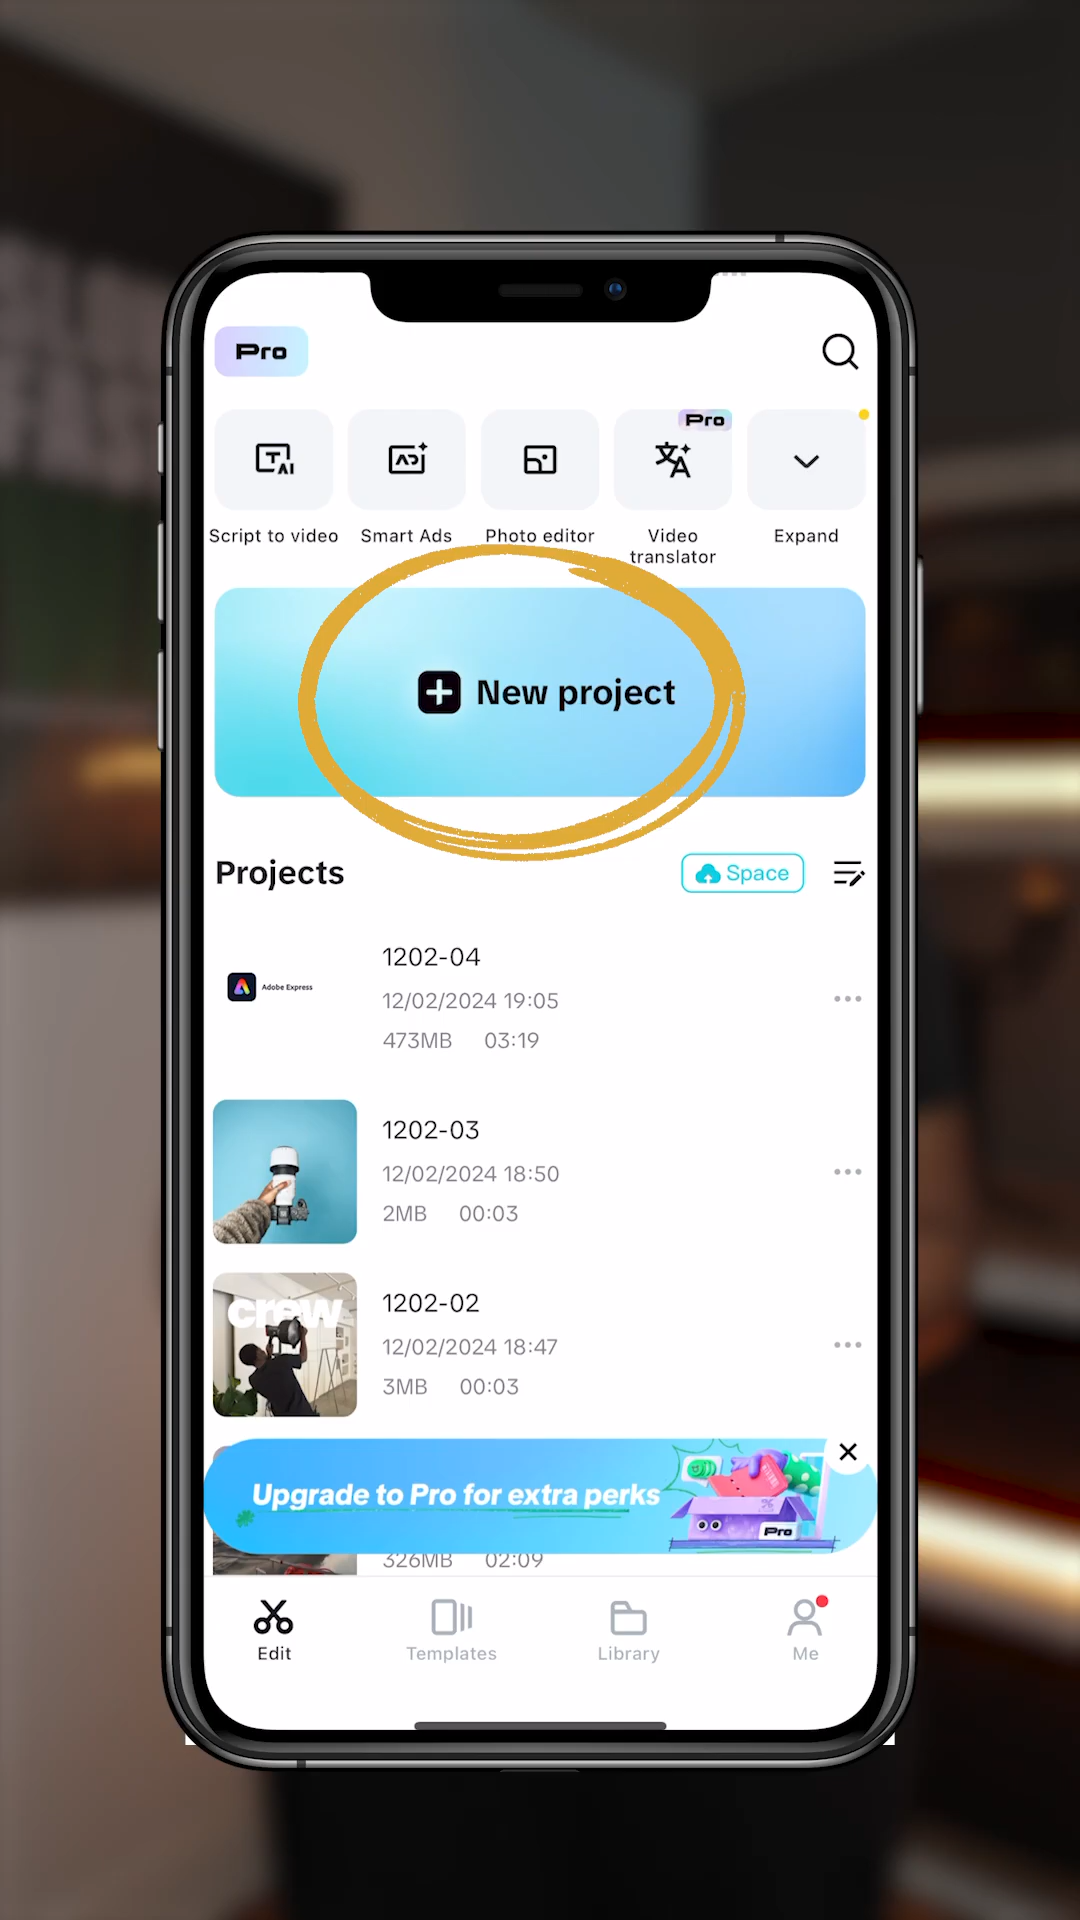 Pro
Pro
Script to video
Smart Ads
Photo editor
Video
translator
Expand
New project
Projects
Space
1202-04
Adobe Express
12/02/2024 19:05
473MB 03:19
1202-03
12/02/2024 18:50
2MB 00:03
crew
1202-02
12/02/2024 18:47
3MB 00:03
Upgrade to Pro for extra perks
Pro
326MB 02:09
Edit
Templates
Library
Me